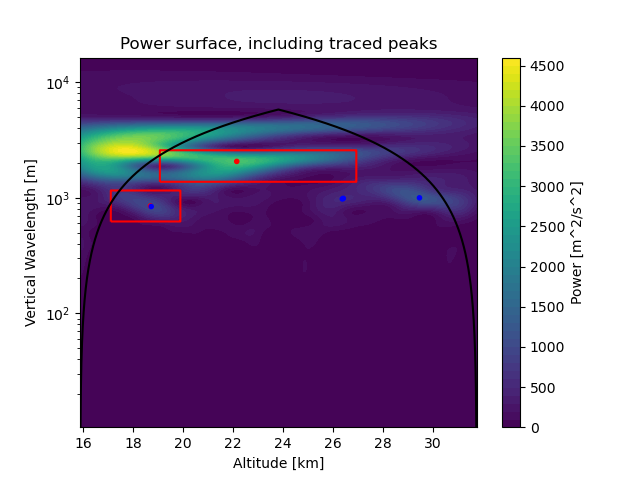 Power surface, including traced peaks
10^4
10^3
10^2
Vertical Wavelength [m]
16 18 20 22 24 26 28 30
Altitude [km]
4500
4000
3500
3000
2500
2000
1500
1000
500
0
Power [m^2/s^2]